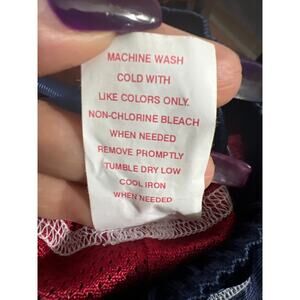 MACHINE WASH
COLD WITH
LIKE COLORS ONLY.
NON-CHLORINE BLEACH
WHEN NEEDED
REMOVE PROMPTLY
TUMBLE DRY LOW
COOL IRON
WHEN NEEDED